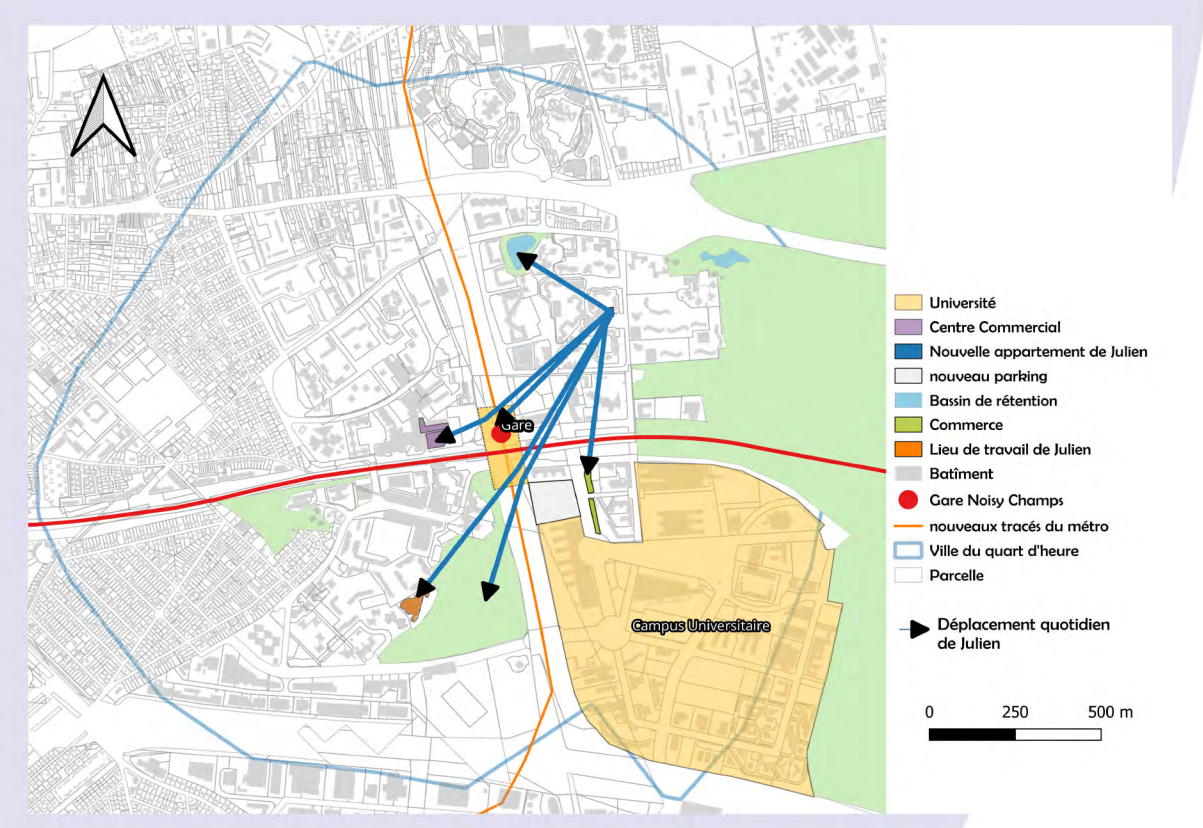 Gare
Campus Universitaire
Université
Centre Commercial
Nouvelle appartement de Julien
nouveau parking
Bassin de rétention
Commerce
Lieu de travail de Julien
Batîment
Gare Noisy Champs
nouveaux tracés du métro
Ville du quart d'heure
Parcelle
Déplacement quotidien
de Julien
0 250 500 m